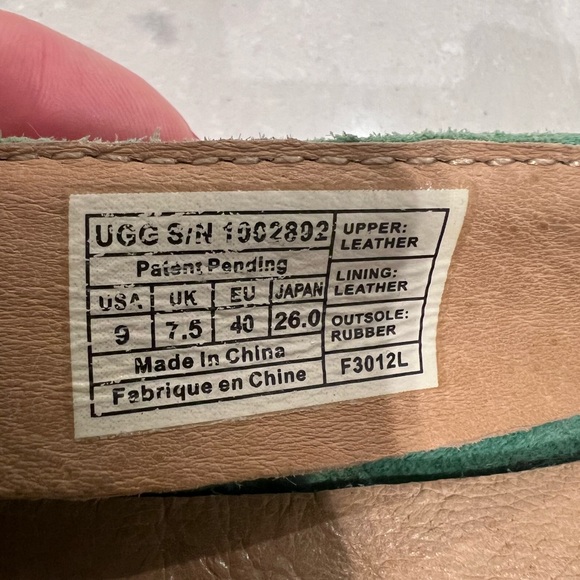 UGG S/N 1002802
Patent Pending
USA UK EU JAPAN
9 7.5 40 26.0
Made In China
Fabrique en Chine
UPPER:
LEATHER
LINING:
LEATHER
OUTSOLE:
RUBBER
F3012L